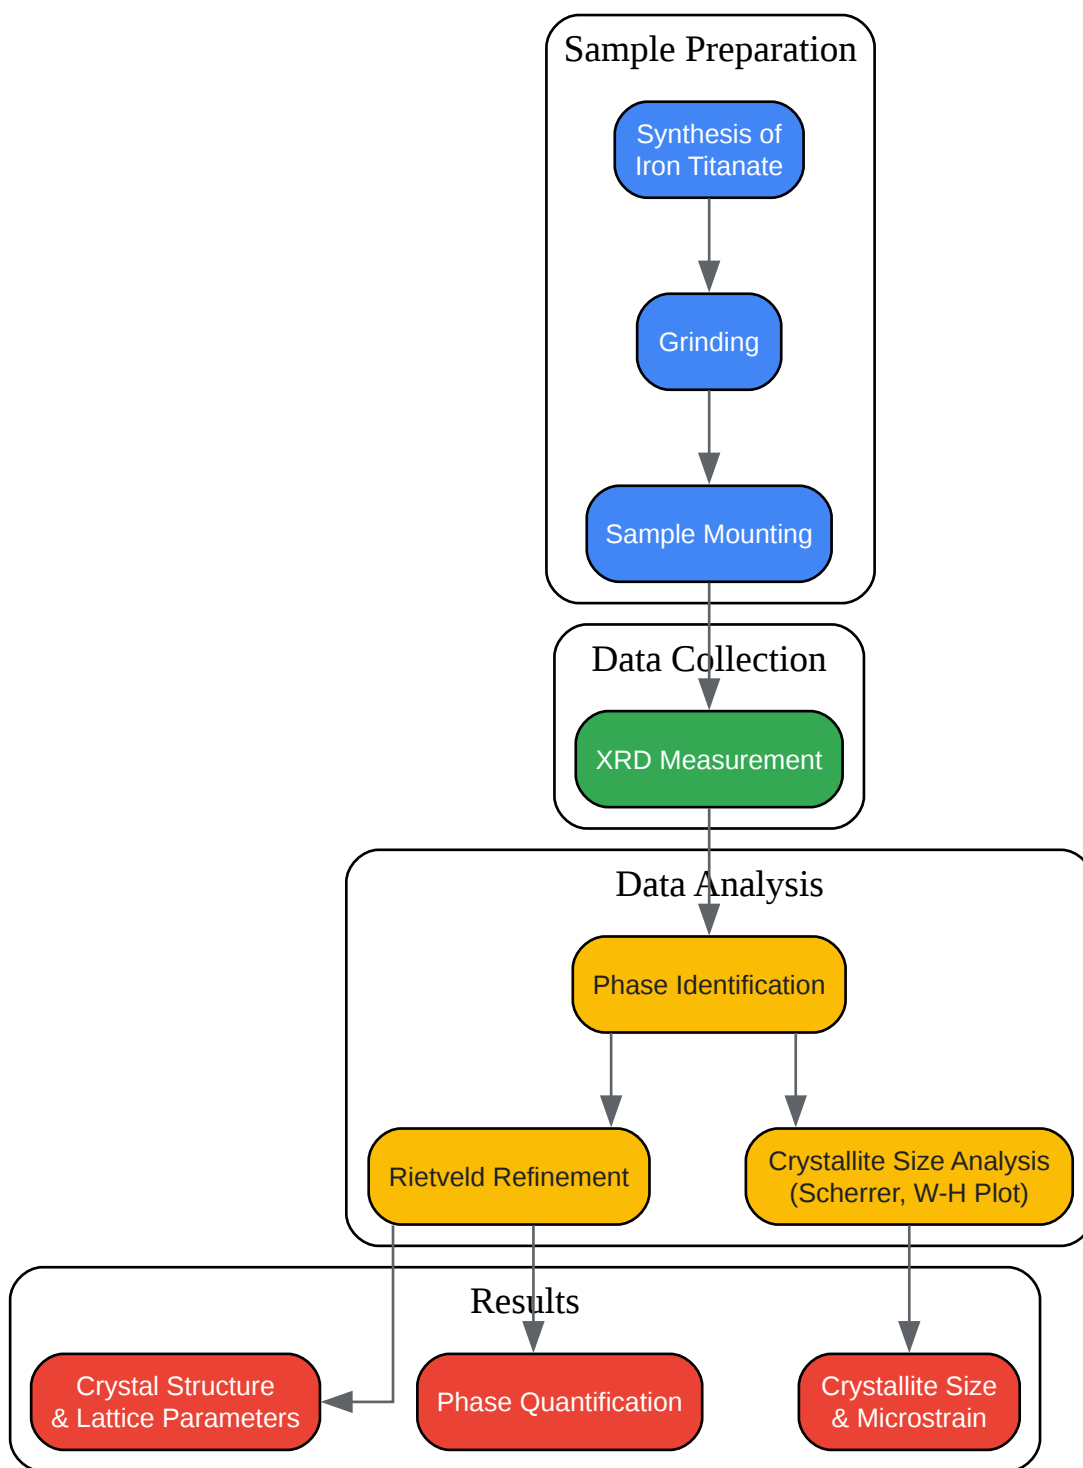 Sample Preparation
Synthesis of
Iron Titanate
Grinding
Sample Mounting
Data Collection
XRD Measurement
Data Analysis
Phase Identification
Rietveld Refinement
Crystallite Size Analysis
(Scherrer, W-H Plot)
Results
Crystal Structure
& Lattice Parameters
Phase Quantification
Crystallite Size
& Microstrain